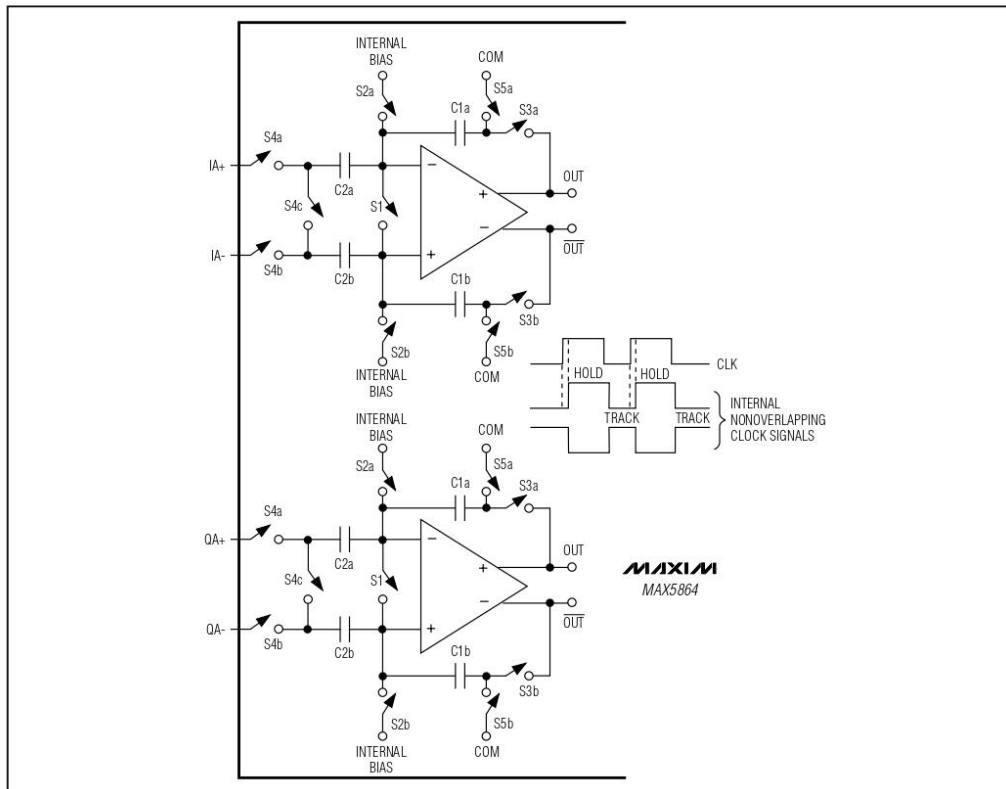 INTERNAL
BIAS
COM
S2a
S5a
C1a
S3a
S4a
IA+
−
OUT
C2a
+
S4c
S1
−
OUT
IA-
+
S4b
C2b
C1b
S3b
S2b
S5b
INTERNAL
BIAS
COM
CLK
HOLD
HOLD
TRACK
TRACK
INTERNAL
NONOVERLAPPING
CLOCK SIGNALS
INTERNAL
BIAS
COM
S2a
S5a
C1a
S3a
S4a
QA+
−
OUT
C2a
+
S4c
S1
−
OUT
QA-
+
S4b
C2b
C1b
S3b
S2b
S5b
INTERNAL
BIAS
COM
MAXIM
MAX5864